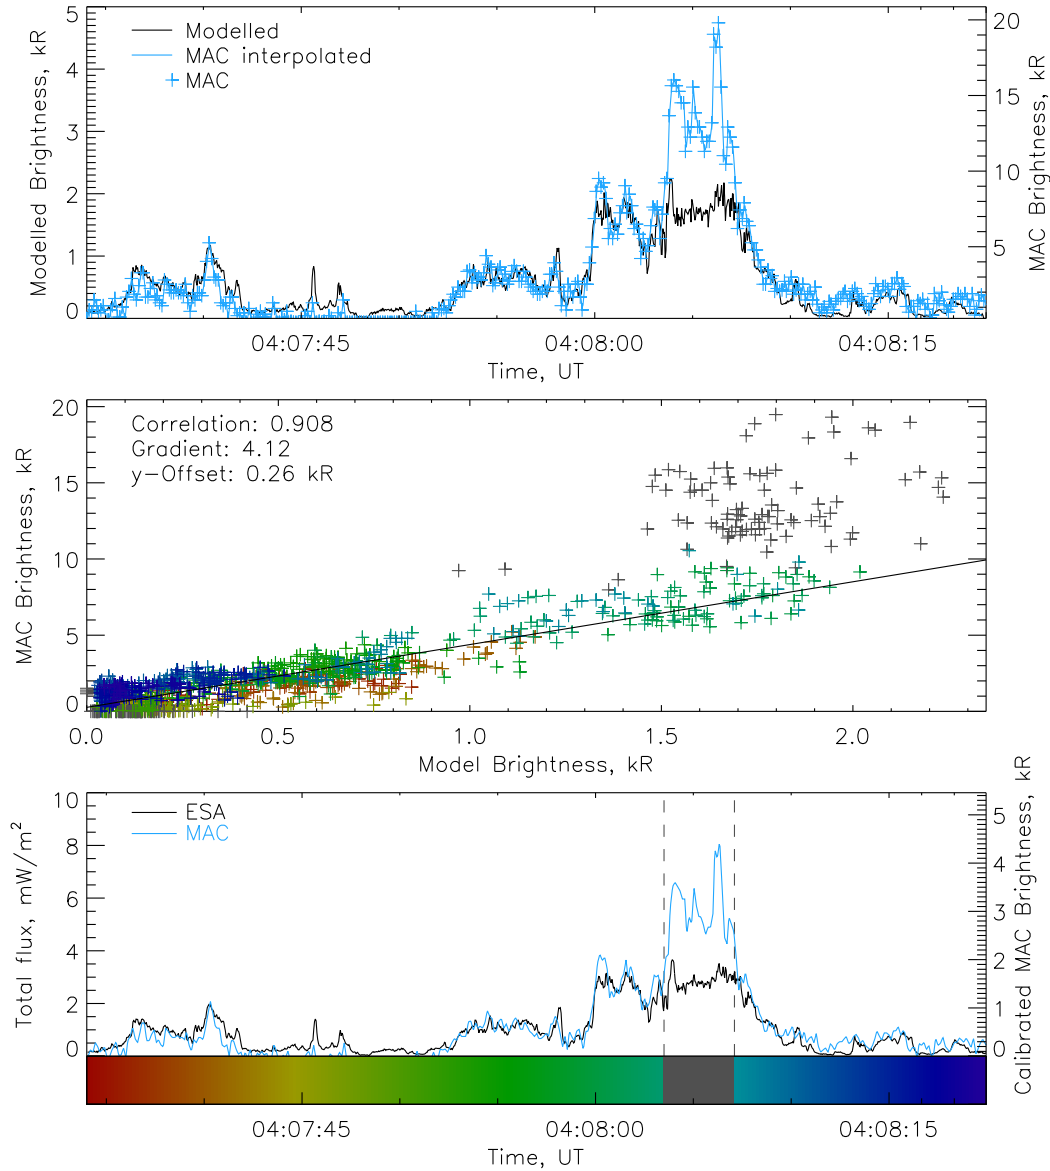 Modelled
MAC interpolated
MAC
Modelled Brightness, kR
0
1
2
3
4
5
MAC Brightness, kR
5
10
15
20
04:07:45
04:08:00
04:08:15
Time, UT
Correlation: 0.908
Gradient: 4.12
y-Offset: 0.26 kR
MAC Brightness, kR
0
5
10
15
20
0.0
0.5
1.0
1.5
2.0
Model Brightness, kR
ESA
MAC
Total flux, mW/m²
0
2
4
6
8
10
Calibrated MAC Brightness, kR
0
1
2
3
4
5
04:07:45
04:08:00
04:08:15
Time, UT